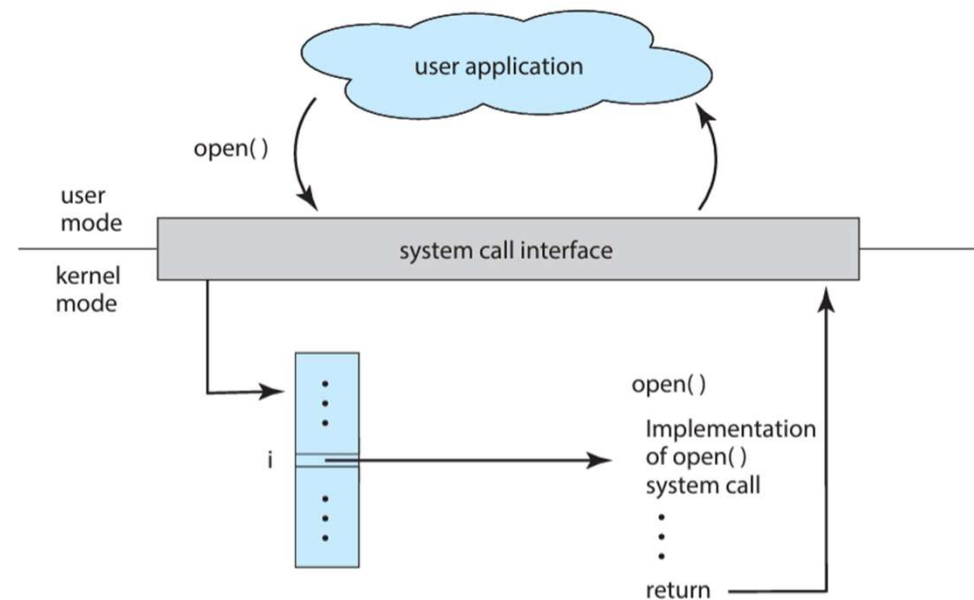 user application
open( )
user
mode
system call interface
kernel
mode
i
open( )
Implementation
of open( )
system call
return